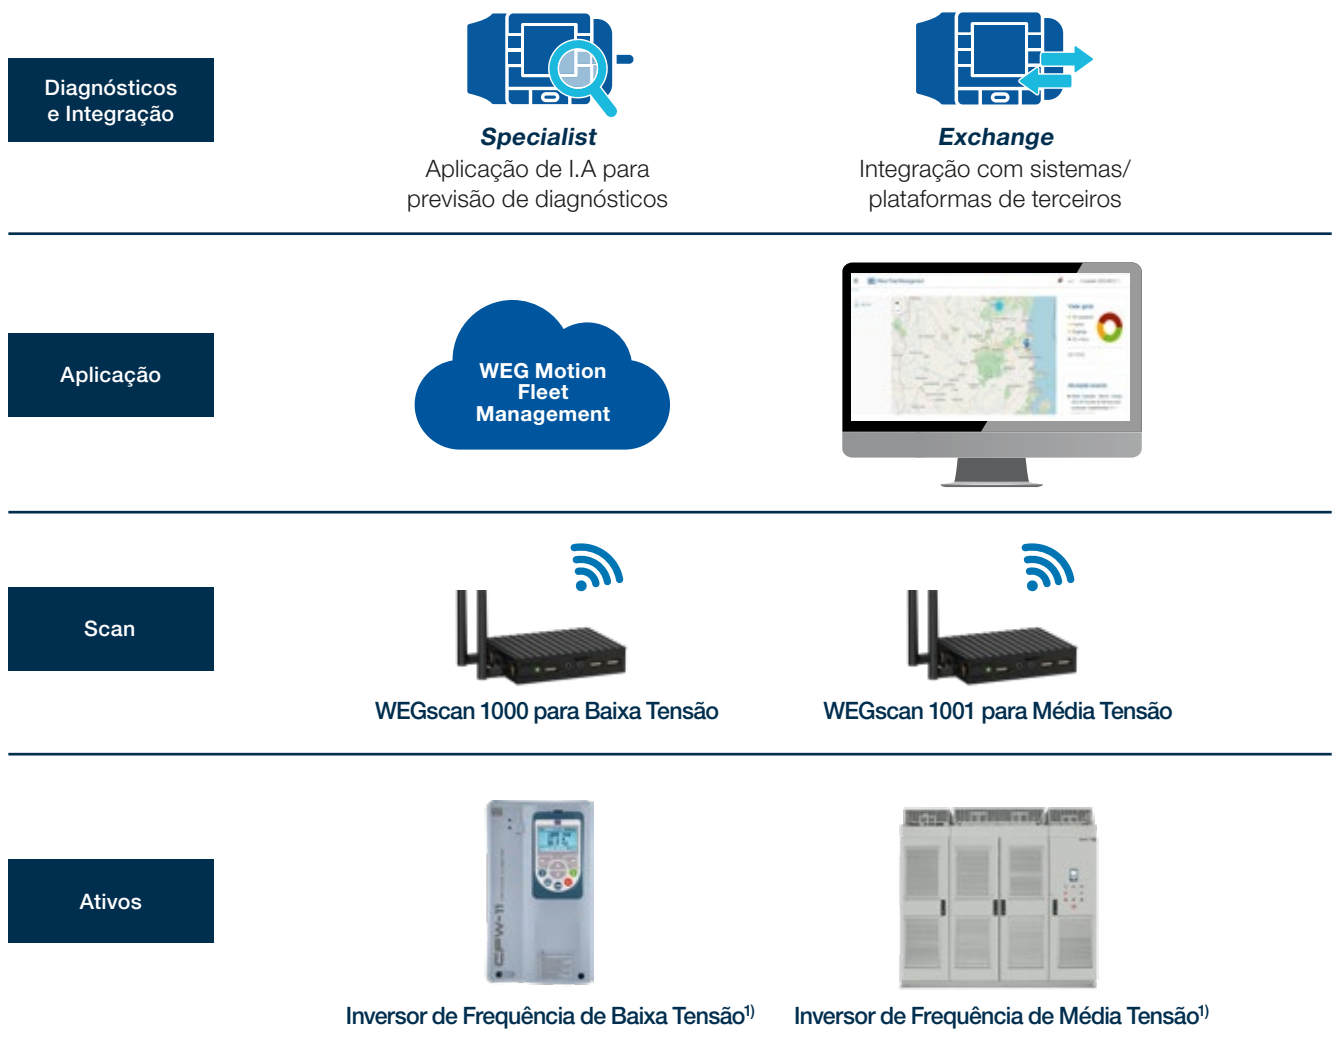 Diagnósticos
e Integração
Specialist
Aplicação de I.A para
previsão de diagnósticos
Exchange
Integração com sistemas/
plataformas de terceiros
Aplicação
WEG Motion
Fleet
Management
Scan
WEGscan 1000 para Baixa Tensão
WEGscan 1001 para Média Tensão
Ativos
CFW-11
Inversor de Frequência de Baixa Tensão¹⁾
Inversor de Frequência de Média Tensão¹⁾